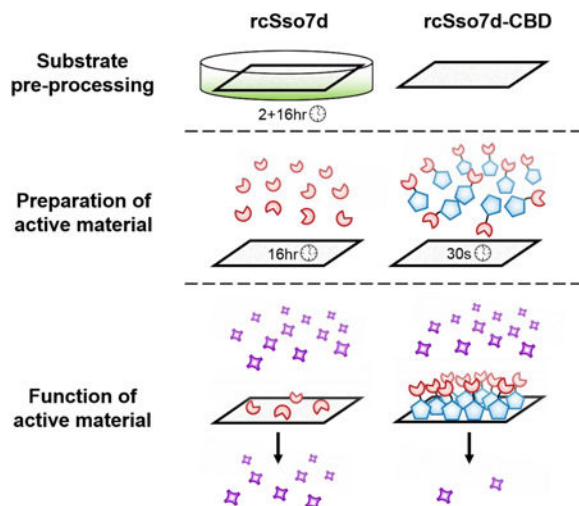 rcSso7d
rcSso7d-CBD
Substrate
pre-processing
2+16hr
Preparation of
active material
16hr
30s
Function of
active material